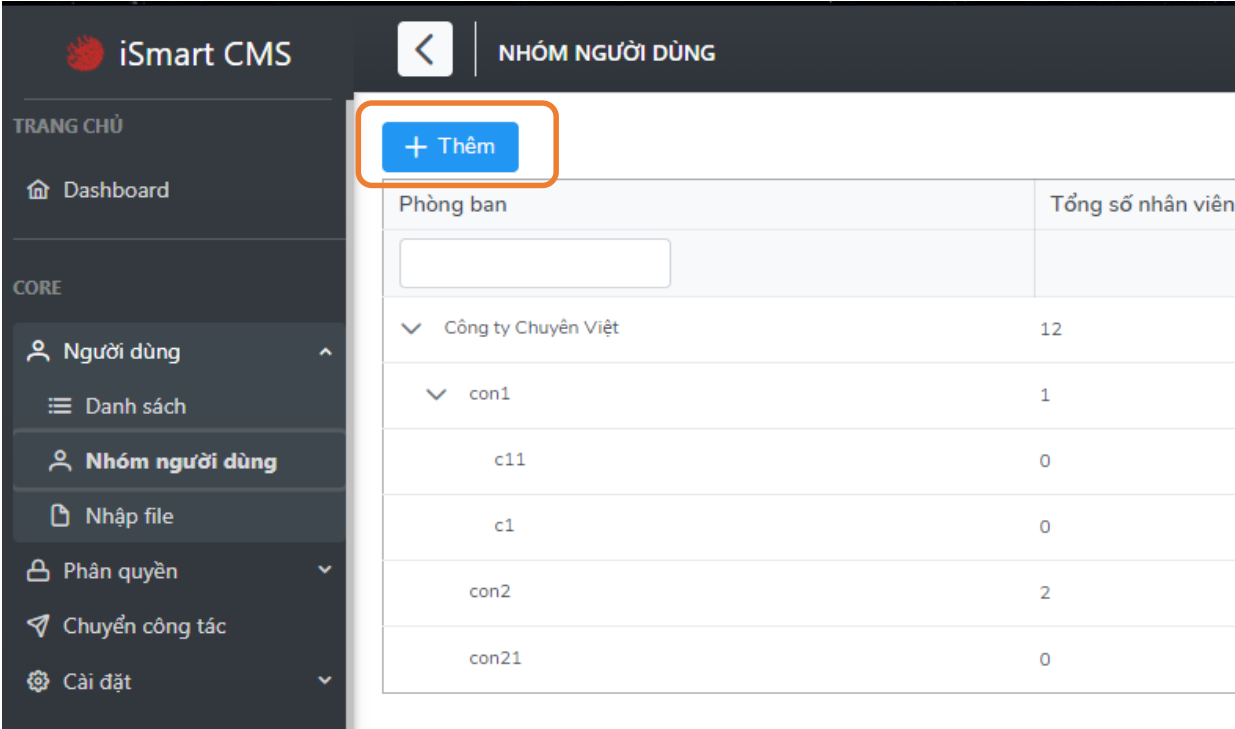 iSmart CMS
NHÓM NGƯỜI DÙNG
TRANG CHỦ
Dashboard
CORE
Người dùng
Danh sách
Nhóm người dùng
Nhập file
Phân quyền
Chuyển công tác
Cài đặt
+ Thêm
Phòng ban Tổng số nhân viên
Công ty Chuyên Việt 12
con1 1
c11 0
c1 0
con2 2
con21 0